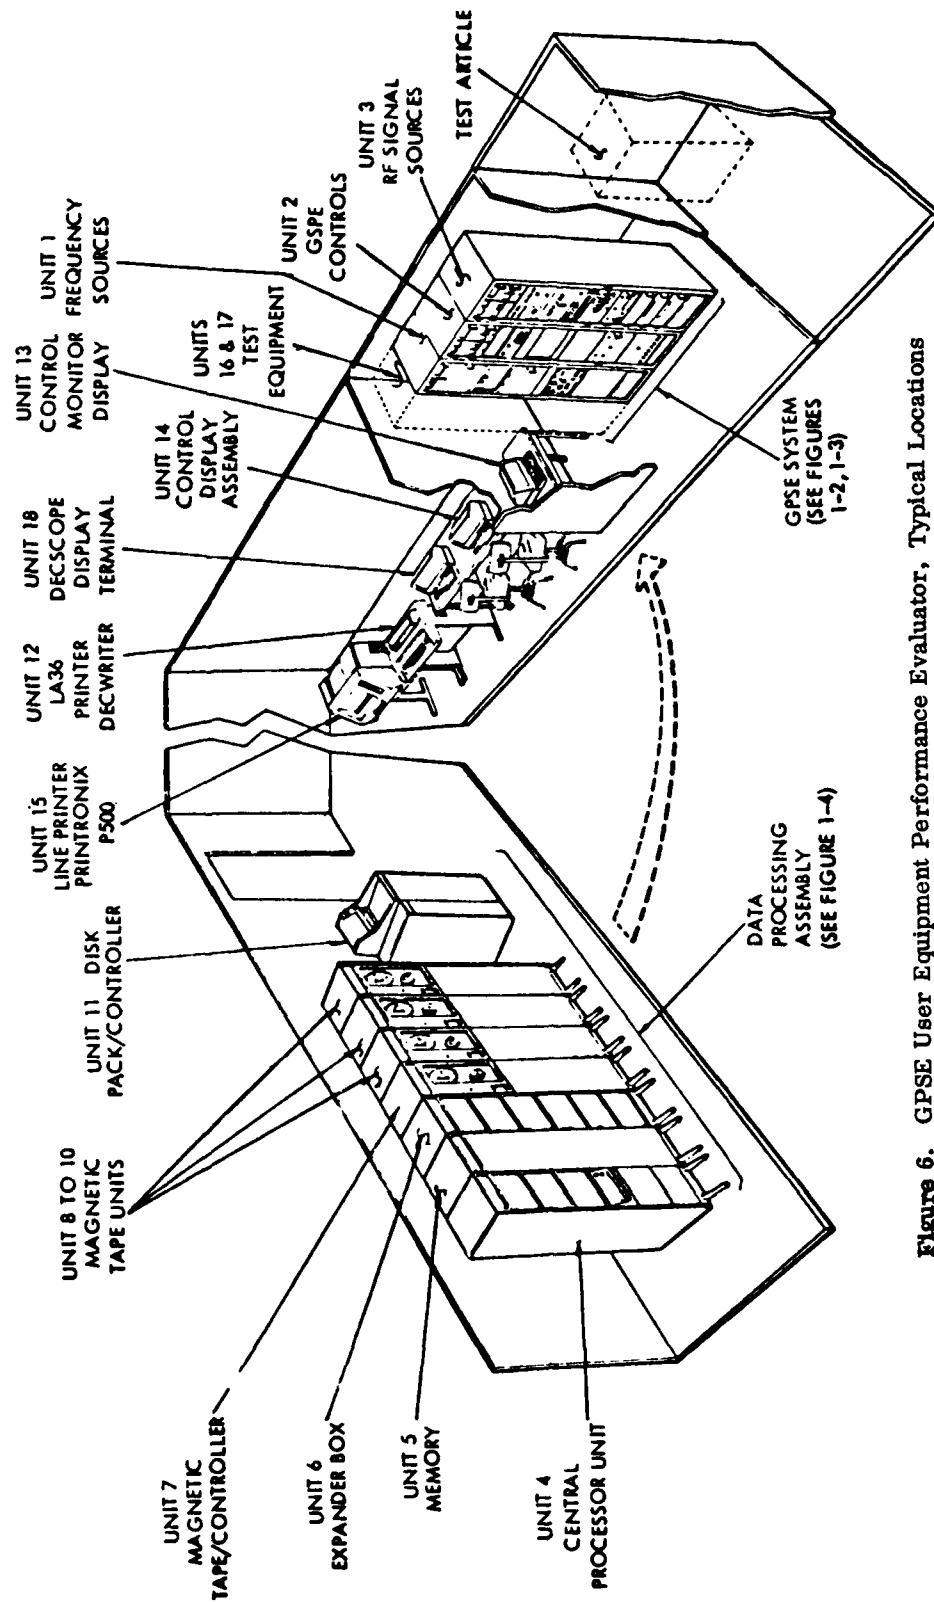 UNIT 7
MAGNETIC
TAPE/CONTROLLER
UNIT 6
EXPANDER BOX
UNIT 5
MEMORY
UNIT 4
CENTRAL
PROCESSOR UNIT
UNIT 8 TO 10
MAGNETIC
TAPE UNITS
UNIT 11 DISK
PACK/CONTROLLER
UNIT 15
LINE PRINTER
PRINTRONIX
P500
UNIT 12
LA36
PRINTER
DECWRITER
UNIT 18
DECSCOPE
DISPLAY
TERMINAL
UNIT 14
CONTROL
DISPLAY
ASSEMBLY
UNIT 13
CONTROL
MONITOR
DISPLAY
UNITS
16 & 17
TEST
EQUIPMENT
UNIT 1
FREQUENCY
SOURCES
UNIT 2
GSPE
CONTROLS
UNIT 3
RF SIGNAL
SOURCES
TEST ARTICLE
DATA
PROCESSING
ASSEMBLY
(SEE FIGURE 1-4)
GPSE SYSTEM
(SEE FIGURES
1-2, 1-3)
Figure 6. GPSE User Equipment Performance Evaluator, Typical Locations